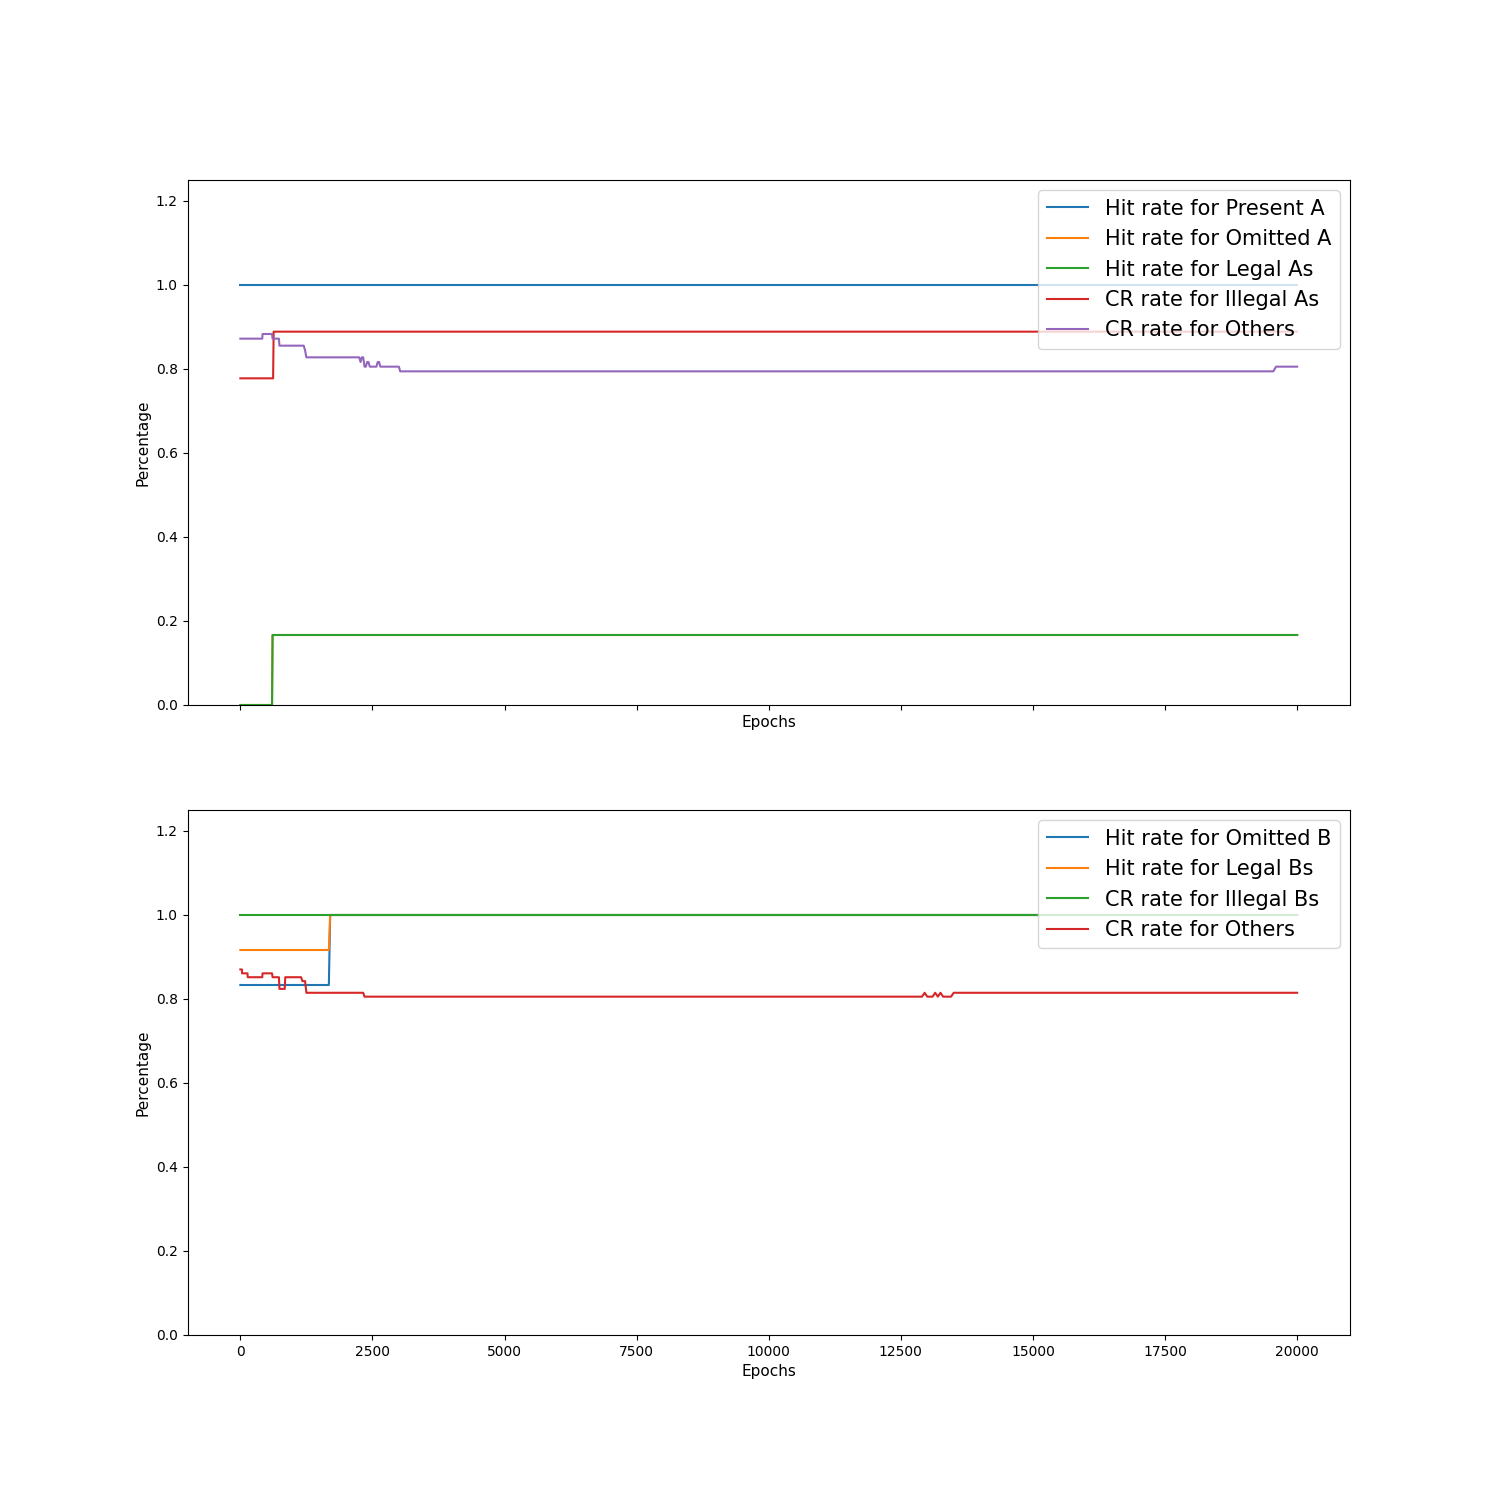 1.2
1.0
0.8
0.6
0.4
0.2
0.0
Percentage
Hit rate for Present A
Hit rate for Omitted A
Hit rate for Legal As
CR rate for Illegal As
CR rate for Others
Epochs
1.2
1.0
0.8
0.6
0.4
0.2
0.0
Percentage
Hit rate for Omitted B
Hit rate for Legal Bs
CR rate for Illegal Bs
CR rate for Others
0 2500 5000 7500 10000 12500 15000 17500 20000
Epochs